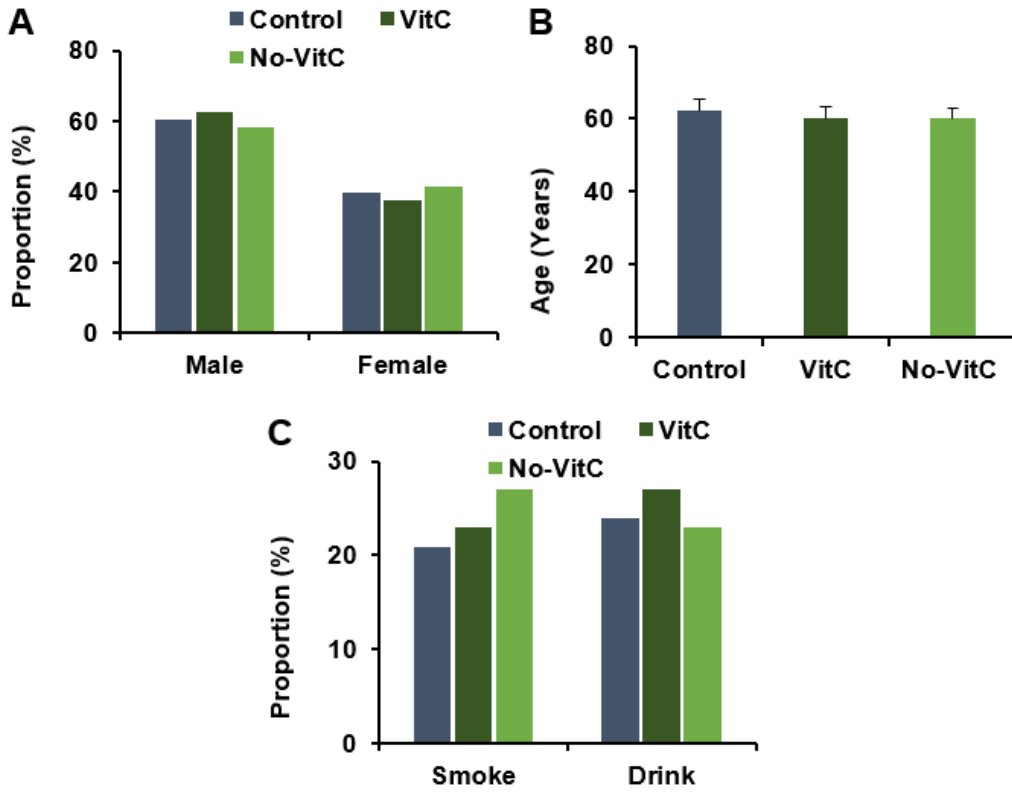 A
Control VitC
No-VitC
Proportion (%)
80
60
40
20
0
Male Female
B
Age (Years)
80
60
40
20
0
Control VitC No-VitC
C
Control VitC
No-VitC
Proportion (%)
30
20
10
0
Smoke Drink